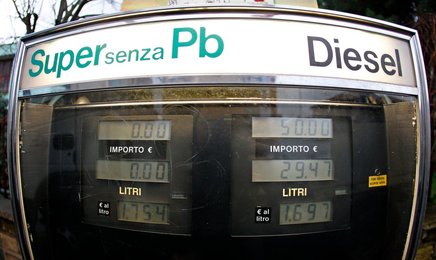 Super senza Pb
Diesel
0.00
IMPORTO €
0.00
LITRI
€ al litro
1.754
50.00
IMPORTO €
29.47
LITRI
€ al litro
1.697